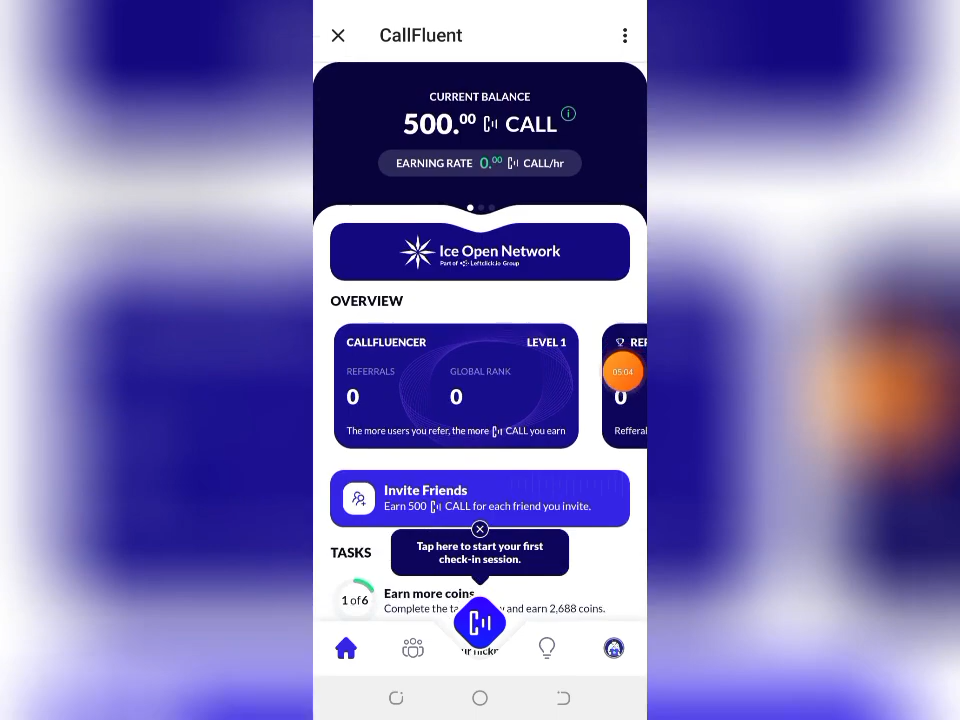 CallFluent
CURRENT BALANCE
500.00 CALL
EARNING RATE 0.00 CALL/hr
Ice Open Network
Part of Leftclick.io Group
OVERVIEW
CALLFLUENCER LEVEL 1
REFERRALS GLOBAL RANK
0 0
The more users you refer, the more CALL you earn
REF
05:04
0
Refferal
Invite Friends
Earn 500 CALL for each friend you invite.
Tap here to start your first
check-in session.
TASKS
1 of 6
Earn more coins
Complete the ta and earn 2,688 coins.